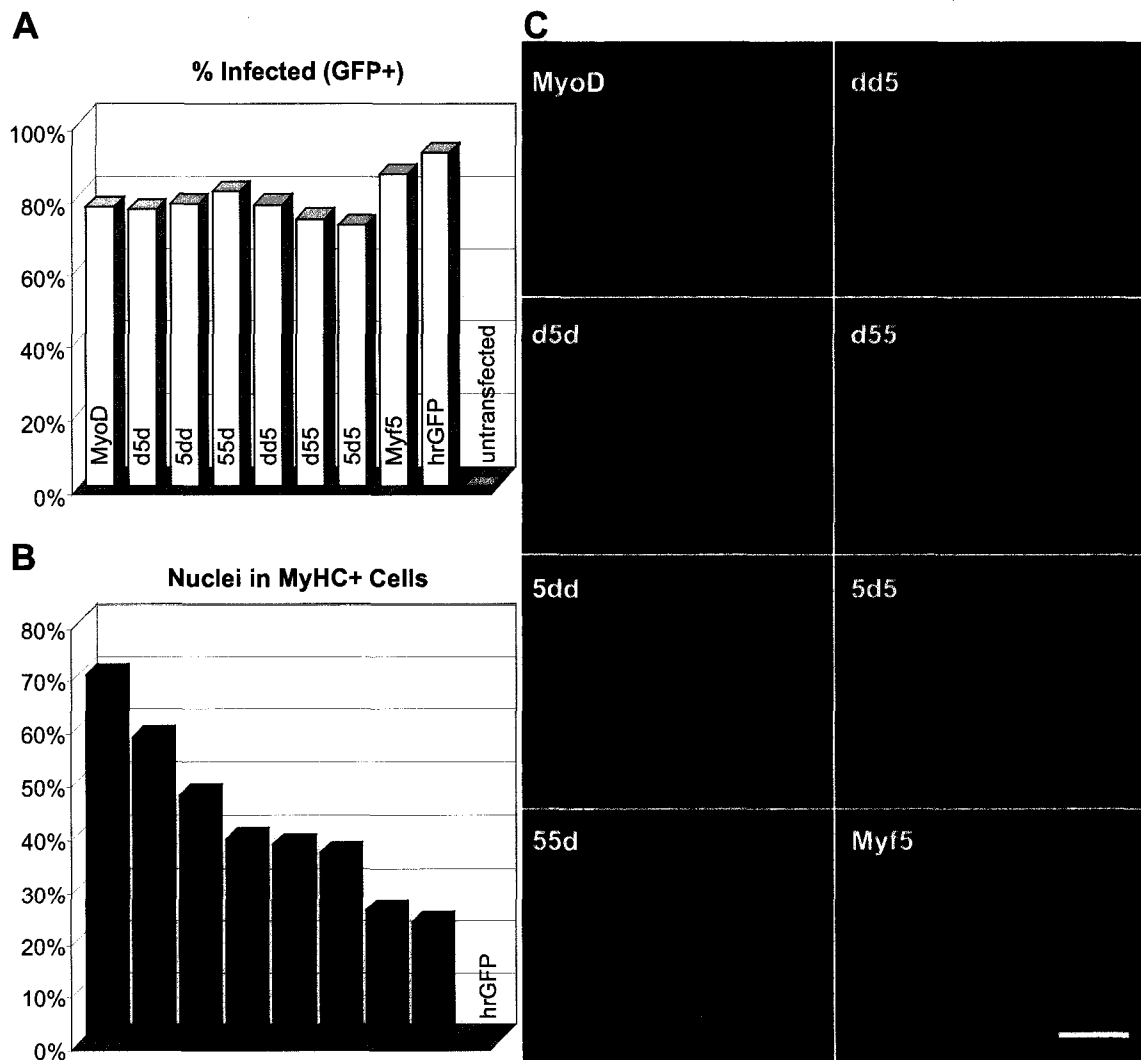 A
% Infected (GFP+)
100%
80%
60%
40%
20%
0%
MyoD
d5d
5dd
55d
dd5
d55
5d5
Myf5
hrGFP
untransfected
B
Nuclei in MyHC+ Cells
80%
70%
60%
50%
40%
30%
20%
10%
0%
hrGFP
C
MyoD
dd5
d5d
d55
5dd
5d5
55d
Myf5